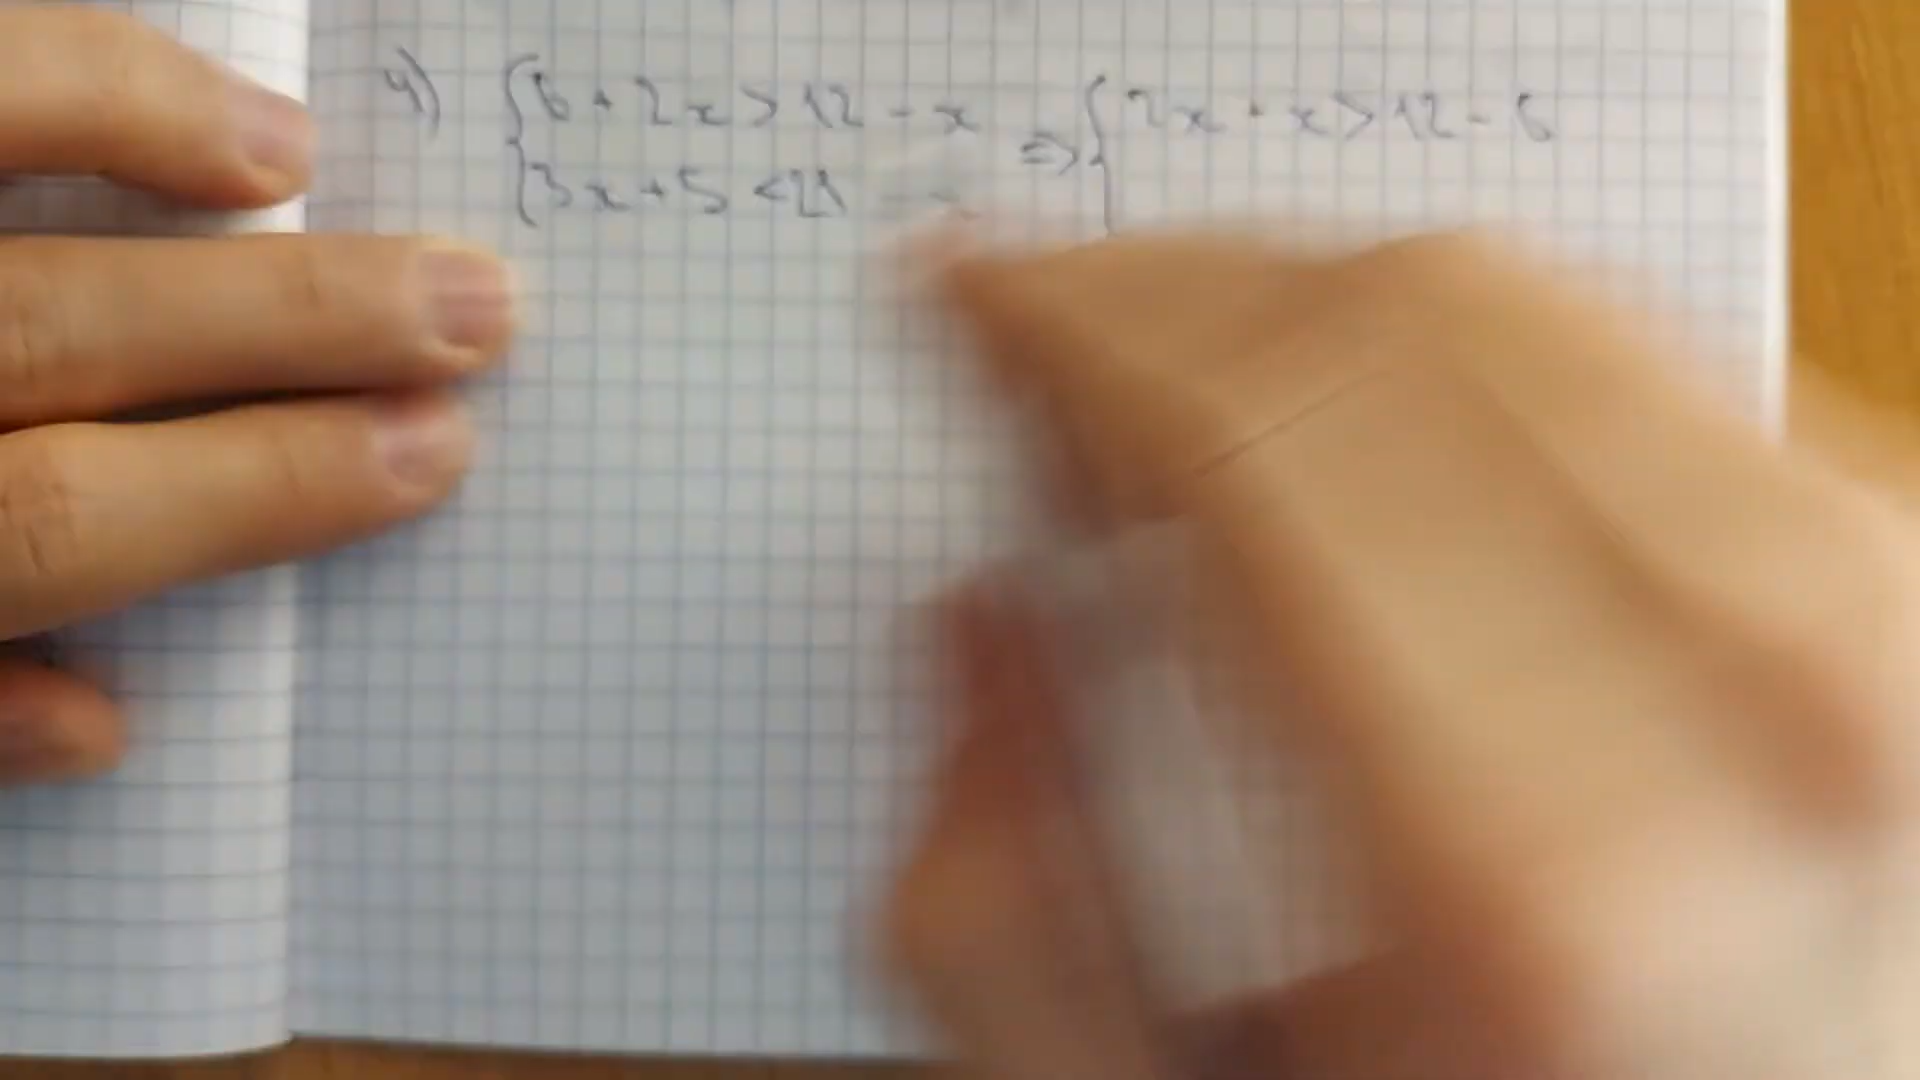 4) { 6 + 2x > 12 - x => { 2x + x > 12 - 6
{ 3x + 5 < 21 -